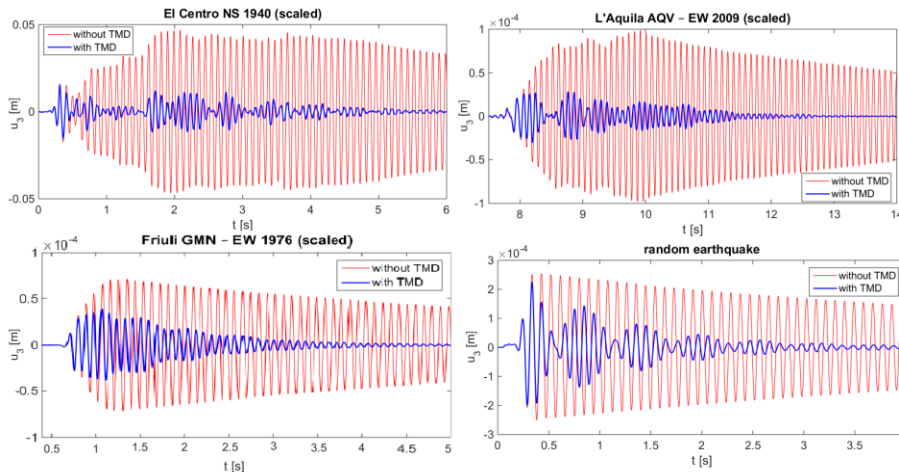 El Centro NS 1940 (scaled)
0.05
without TMD
with TMD
u3 [m]
0
-0.05
0 1 2 3 4 5 6
t [s]
L'Aquila AQV – EW 2009 (scaled)
×10-4
1
0.5
u3 [m]
0
-0.5
-1
without TMD
with TMD
8 9 10 11 12 13 14
t [s]
Friuli GMN – EW 1976 (scaled)
×10-4
1
without TMD
with TMD
0.5
u3 [m]
0
-0.5
-1
0.5 1 1.5 2 2.5 3 3.5 4 4.5 5
t [s]
random earthquake
×10-4
3
without TMD
with TMD
2
1
u3 [m]
0
-1
-2
-3
0 0.5 1 1.5 2 2.5 3 3.5
t [s]